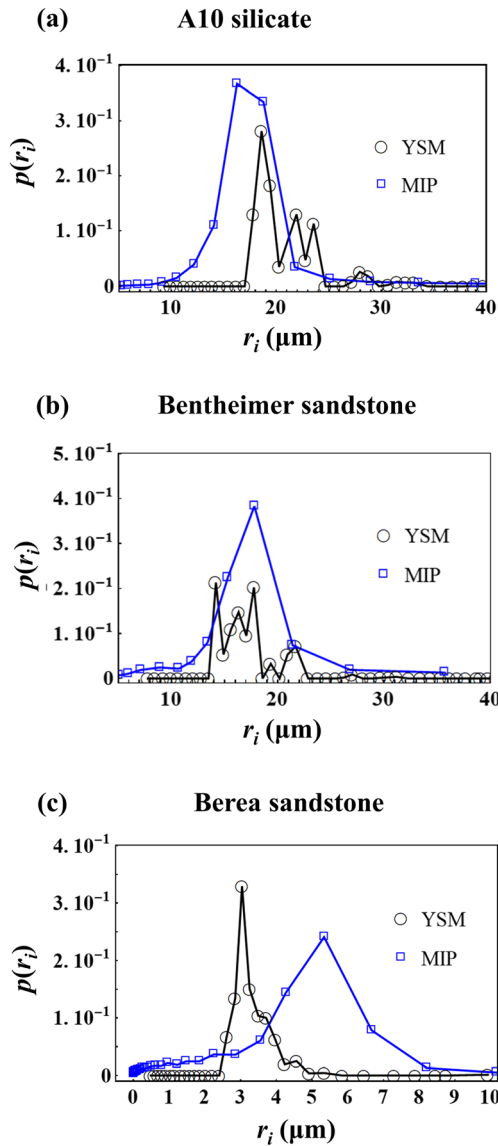 (a) A10 silicate
4. 10⁻¹
3. 10⁻¹
2. 10⁻¹
1. 10⁻¹
0
p(rᵢ)
YSM
MIP
10 20 30 40
rᵢ (μm)
(b) Bentheimer sandstone
5. 10⁻¹
4. 10⁻¹
3. 10⁻¹
2. 10⁻¹
1. 10⁻¹
0
p(rᵢ)
YSM
MIP
10 20 30 40
rᵢ (μm)
(c) Berea sandstone
4. 10⁻¹
3. 10⁻¹
2. 10⁻¹
1. 10⁻¹
0
p(rᵢ)
YSM
MIP
0 1 2 3 4 5 6 7 8 9 10
rᵢ (μm)